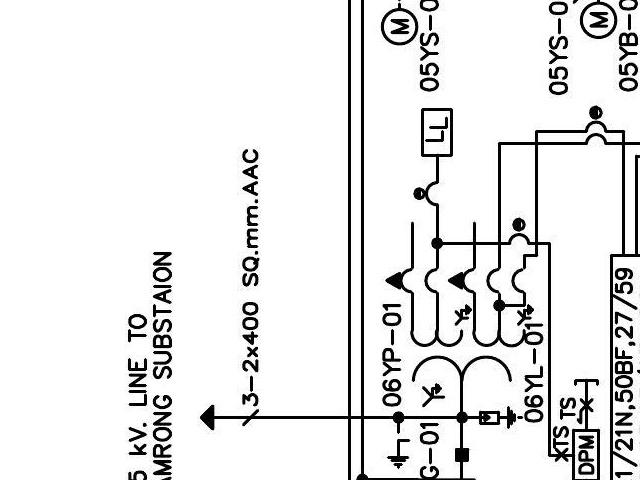 5 kV. LINE TO
AMRONG SUBSTAION
3-2x400 SQ.mm.AAC
M
05YS-0
M
05YS-0
05YB-0
LL
06YP-01
Y
Y
Y
06YL-01
G-01
TS
TS
DPM
1/21N,50BF,27/59